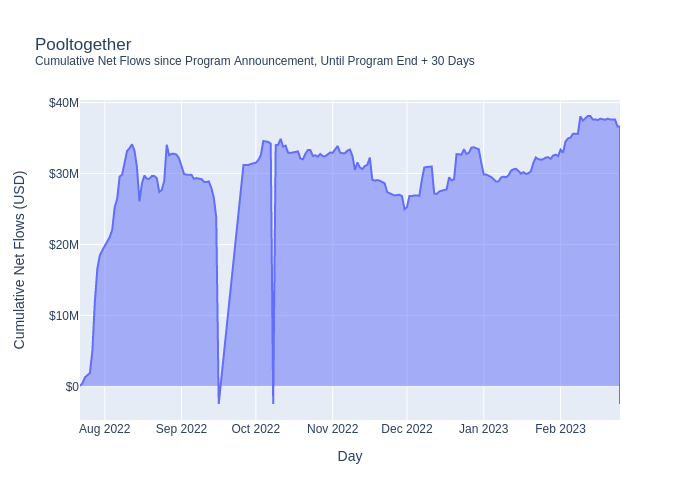 Pooltogether
Cumulative Net Flows since Program Announcement, Until Program End + 30 Days
$40M
$30M
$20M
$10M
$0
Cumulative Net Flows (USD)
Aug 2022
Sep 2022
Oct 2022
Nov 2022
Dec 2022
Jan 2023
Feb 2023
Day